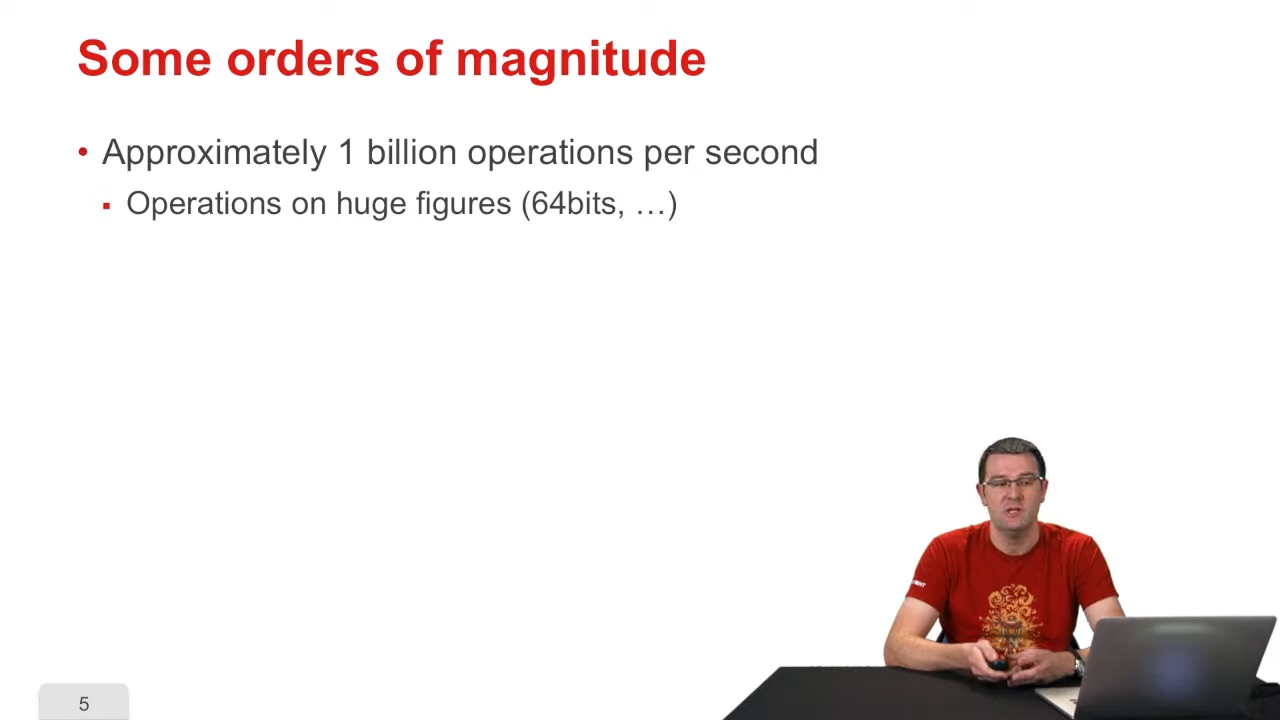 Some orders of magnitude
• Approximately 1 billion operations per second
▪ Operations on huge figures (64bits, …)
5